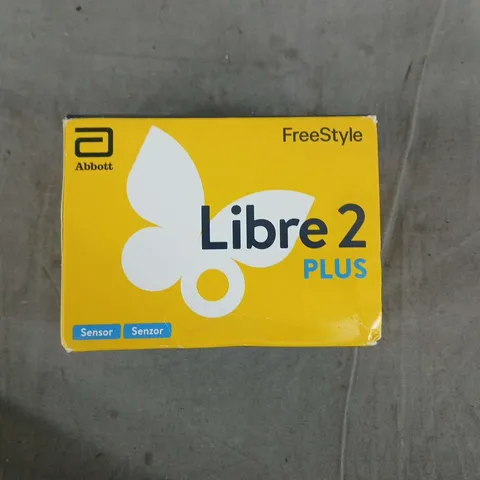 Abbott
FreeStyle
Libre 2
PLUS
Sensor Senzor